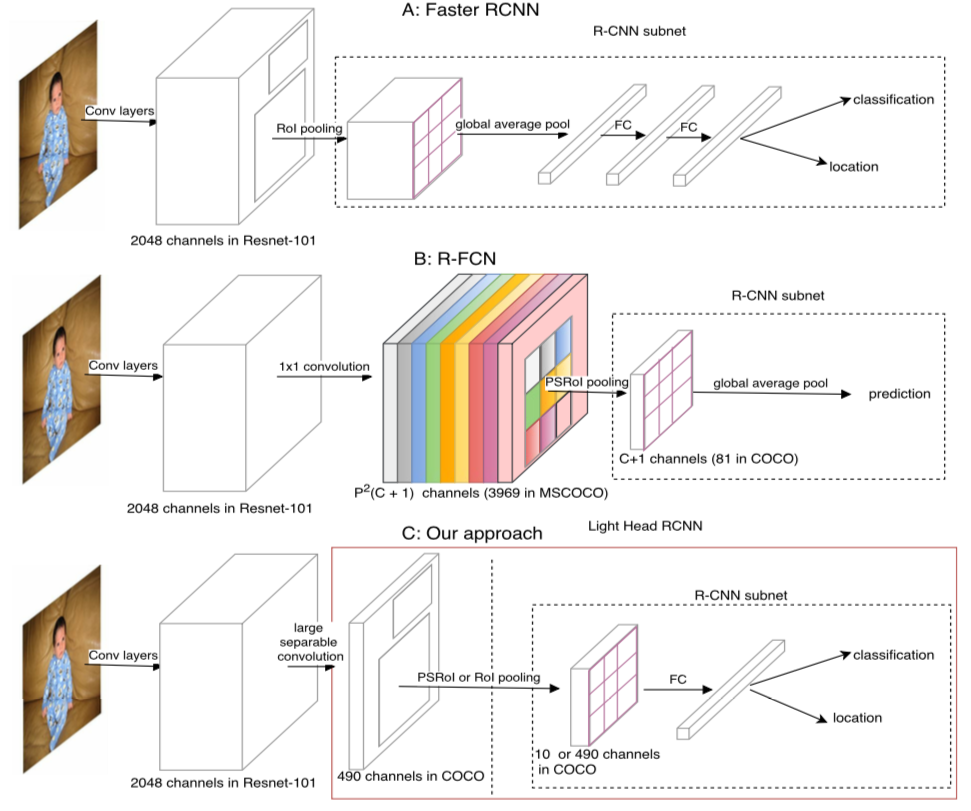 A: Faster RCNN
R-CNN subnet
Conv layers
RoI pooling
global average pool
FC
FC
classification
location
2048 channels in Resnet-101
B: R-FCN
R-CNN subnet
Conv layers
1x1 convolution
PSRoI pooling
global average pool
prediction
C+1 channels (81 in COCO)
P²(C + 1) channels (3969 in MSCOCO)
2048 channels in Resnet-101
C: Our approach
Light Head RCNN
R-CNN subnet
large
separable
convolution
Conv layers
PSRoI or RoI pooling
FC
classification
location
10 or 490 channels
in COCO
490 channels in COCO
2048 channels in Resnet-101